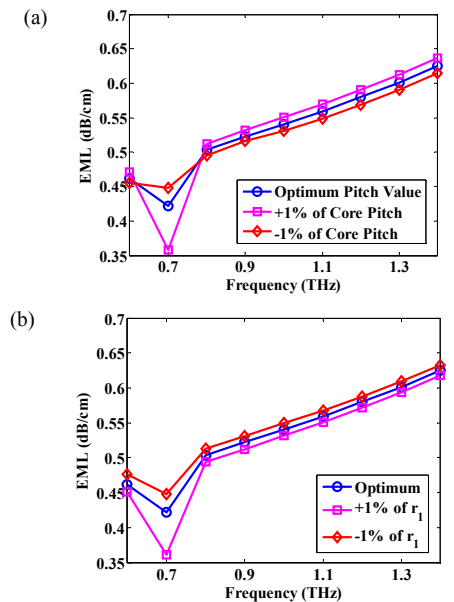 (a)
0.7
0.65
0.6
0.55
0.5
0.45
0.4
0.35
EML (dB/cm)
Optimum Pitch Value
+1% of Core Pitch
-1% of Core Pitch
0.7 0.9 1.1 1.3
Frequency (THz)
(b)
0.7
0.65
0.6
0.55
0.5
0.45
0.4
0.35
EML (dB/cm)
Optimum
+1% of r1
-1% of r1
0.7 0.9 1.1 1.3
Frequency (THz)